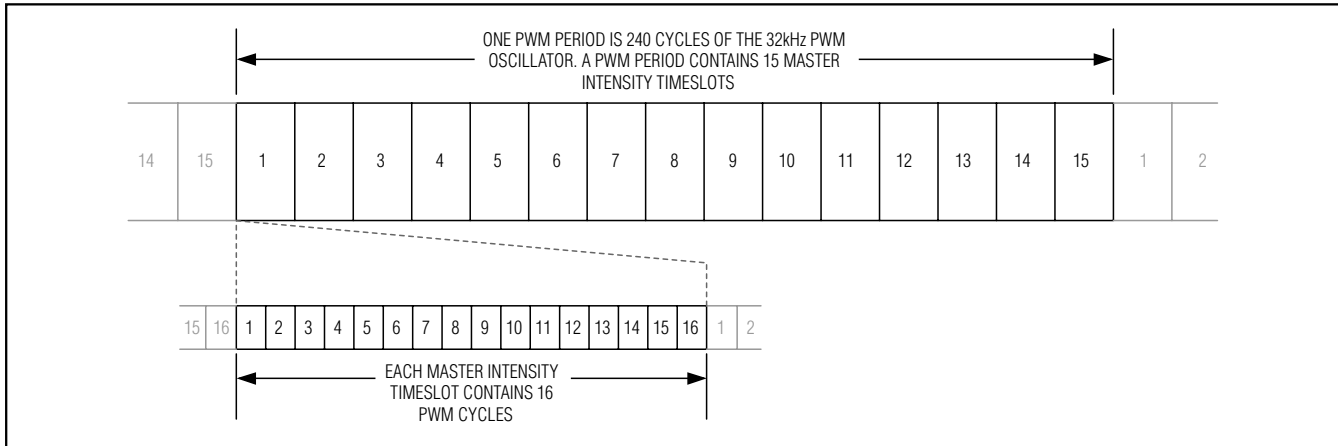 ONE PWM PERIOD IS 240 CYCLES OF THE 32kHz PWM
OSCILLATOR. A PWM PERIOD CONTAINS 15 MASTER
INTENSITY TIMESLOTS
14 15 1 2 3 4 5 6 7 8 9 10 11 12 13 14 15 1 2
15 16 1 2 3 4 5 6 7 8 9 10 11 12 13 14 15 16 1 2
EACH MASTER INTENSITY
TIMESLOT CONTAINS 16
PWM CYCLES